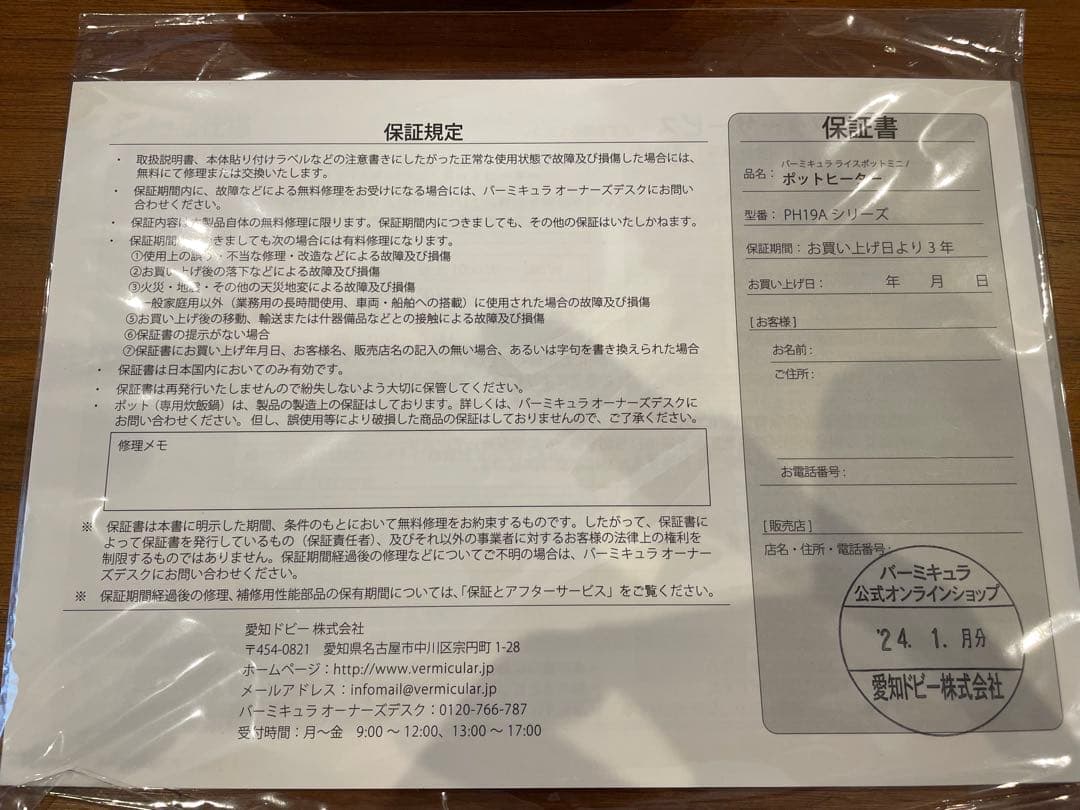 保証規定
・ 取扱説明書、本体貼り付けラベルなどの注意書きにしたがった正常な使用状態で故障及び損傷した場合には、
無料にて修理または交換いたします。
・ 保証期間内に、故障などによる無料修理をお受けになる場合には、バーミキュラ オーナーズデスクにお問い
合わせください。
・ 保証内容は本製品自体の無料修理に限ります。保証期間内につきましても、その他の保証はいたしかねます。
・ 保証期間内につきましても次の場合には有料修理になります。
①使用上の誤り・不当な修理・改造などによる故障及び損傷
②お買い上げ後の落下などによる故障及び損傷
③火災・地震・その他の天災地変による故障及び損傷
一般家庭用以外（業務用の長時間使用、車両・船舶への搭載）に使用された場合の故障及び損傷
⑤お買い上げ後の移動、輸送または什器備品などとの接触による故障及び損傷
⑥保証書の提示がない場合
⑦保証書にお買い上げ年月日、お客様名、販売店名の記入の無い場合、あるいは字句を書き換えられた場合
・ 保証書は日本国内においてのみ有効です。
・ 保証書は再発行いたしませんので紛失しないよう大切に保管してください。
・ ポット（専用炊飯鍋）は、製品の製造上の保証はしております。詳しくは、バーミキュラ オーナーズデスクに
お問い合わせください。但し、誤使用等により破損した商品の保証はしておりませんので、ご了承ください。
修理メモ
※ 保証書は本書に明示した期間、条件のもとにおいて無料修理をお約束するものです。したがって、保証書に
よって保証書を発行しているもの（保証責任者）、及びそれ以外の事業者に対するお客様の法律上の権利を
制限するものではありません。保証期間経過後の修理などについてご不明の場合は、バーミキュラ オーナー
ズデスクにお問い合わせください。
※ 保証期間経過後の修理、補修用性能部品の保有期間については、「保証とアフターサービス」をご覧ください。
愛知ドビー 株式会社
〒454-0821 愛知県名古屋市中川区宗円町 1-28
ホームページ：http://www.vermicular.jp
メールアドレス：infomail@vermicular.jp
バーミキュラ オーナーズデスク：0120-766-787
受付時間：月〜金 9:00 〜 12:00、13:00 〜 17:00
保証書
バーミキュラ ライスポットミニ /
品名： ポットヒーター
型番： PH19A シリーズ
保証期間：お買い上げ日より 3 年
お買い上げ日： 年 月 日
[ お客様 ]
お名前：
ご住所：
お電話番号：
[ 販売店 ]
店名・住所・電話番号：
バーミキュラ
公式オンラインショップ
'24. 1. 月分
愛知ドビー株式会社